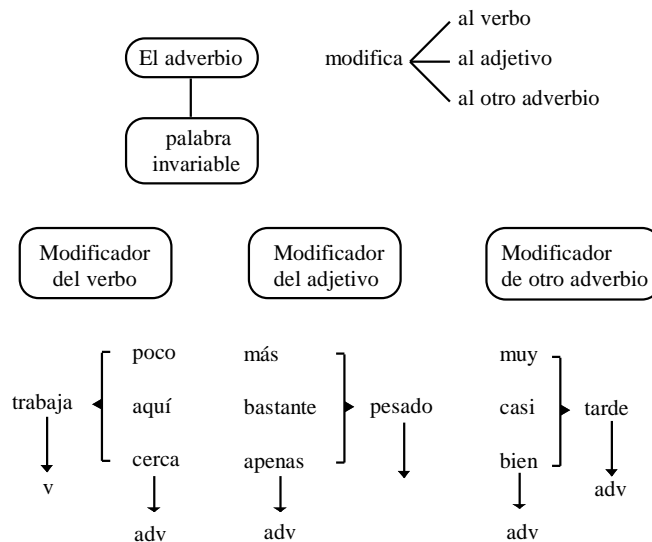 al verbo
El adverbio
modifica
al adjetivo
al otro adverbio
palabra
invariable
Modificador
del verbo
Modificador
del adjetivo
Modificador
de otro adverbio
poco
trabaja
aquí
cerca
v
adv
más
bastante
pesado
apenas
adv
muy
casi
tarde
bien
adv
adv